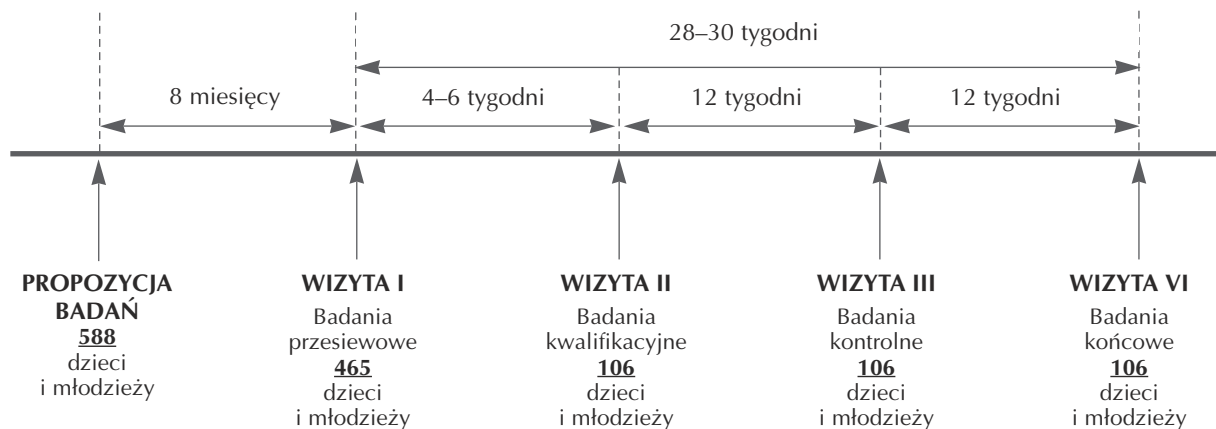 28–30 tygodni
8 miesięcy
4–6 tygodni
12 tygodni
12 tygodni
PROPOZYCJA
BADAŃ
588
dzieci
i młodzieży
WIZYTA I
Badania
przesiewowe
465
dzieci
i młodzieży
WIZYTA II
Badania
kwalifikacyjne
106
dzieci
i młodzieży
WIZYTA III
Badania
kontrolne
106
dzieci
i młodzieży
WIZYTA VI
Badania
końcowe
106
dzieci
i młodzieży